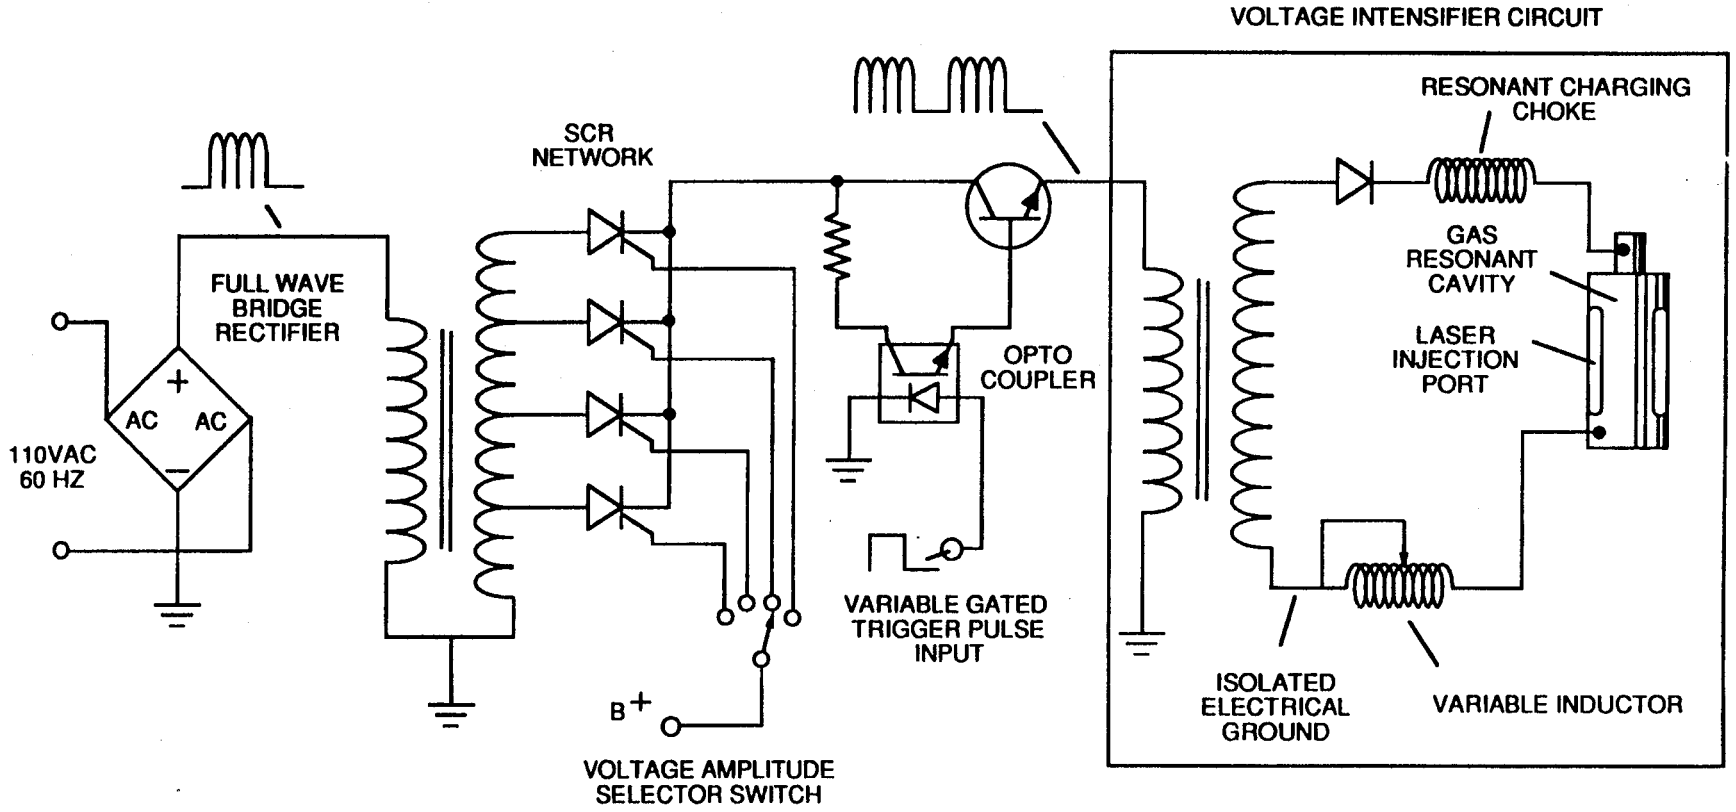 VOLTAGE INTENSIFIER CIRCUIT
RESONANT CHARGING
CHOKE
SCR
NETWORK
FULL WAVE
BRIDGE
RECTIFIER
GAS
RESONANT
CAVITY
LASER
INJECTION
PORT
OPTO
COUPLER
+
AC AC
−
110VAC
60 HZ
VARIABLE GATED
TRIGGER PULSE
INPUT
ISOLATED
ELECTRICAL
GROUND
VARIABLE INDUCTOR
B+
VOLTAGE AMPLITUDE
SELECTOR SWITCH